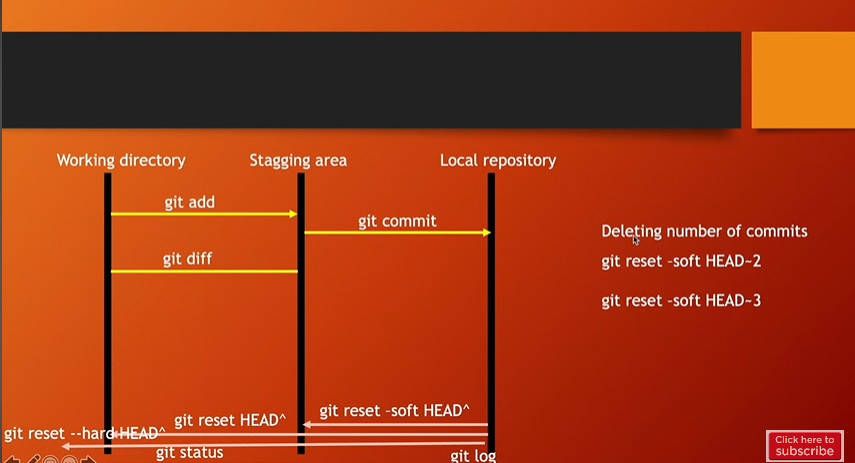 Working directory
Stagging area
Local repository
git add
git commit
git diff
Deleting number of commits
git reset -soft HEAD~2
git reset -soft HEAD~3
git reset -soft HEAD^
git reset HEAD^
git reset --hard HEAD^
git status
git log
Click here to
subscribe